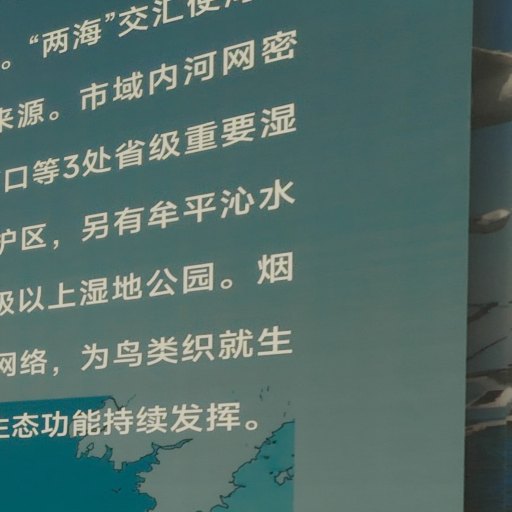 。“两海”交汇使
来源。市域内河网密
口等3处省级重要湿
护区，另有牟平沁水
级以上湿地公园。烟
网络，为鸟类织就生
生态功能持续发挥。